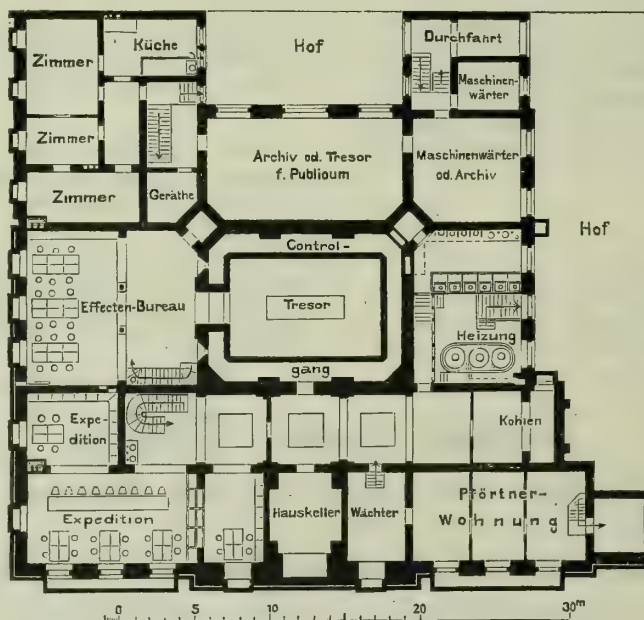 Zimmer
Küche
Hof
Durchfahrt
Maschinen-
wärter
Zimmer
Archiv od. Tresor
f. Publicum
Maschinenwärter
od. Archiv
Zimmer
Geräthe
Hof
Control-
Effecten-Bureau
Tresor
Heizung
gang
Expe-
dition
Kohlen
Expedition
Hauskeller
Wächter
Pförtner-
Wohnung
0 5 10 20 30m